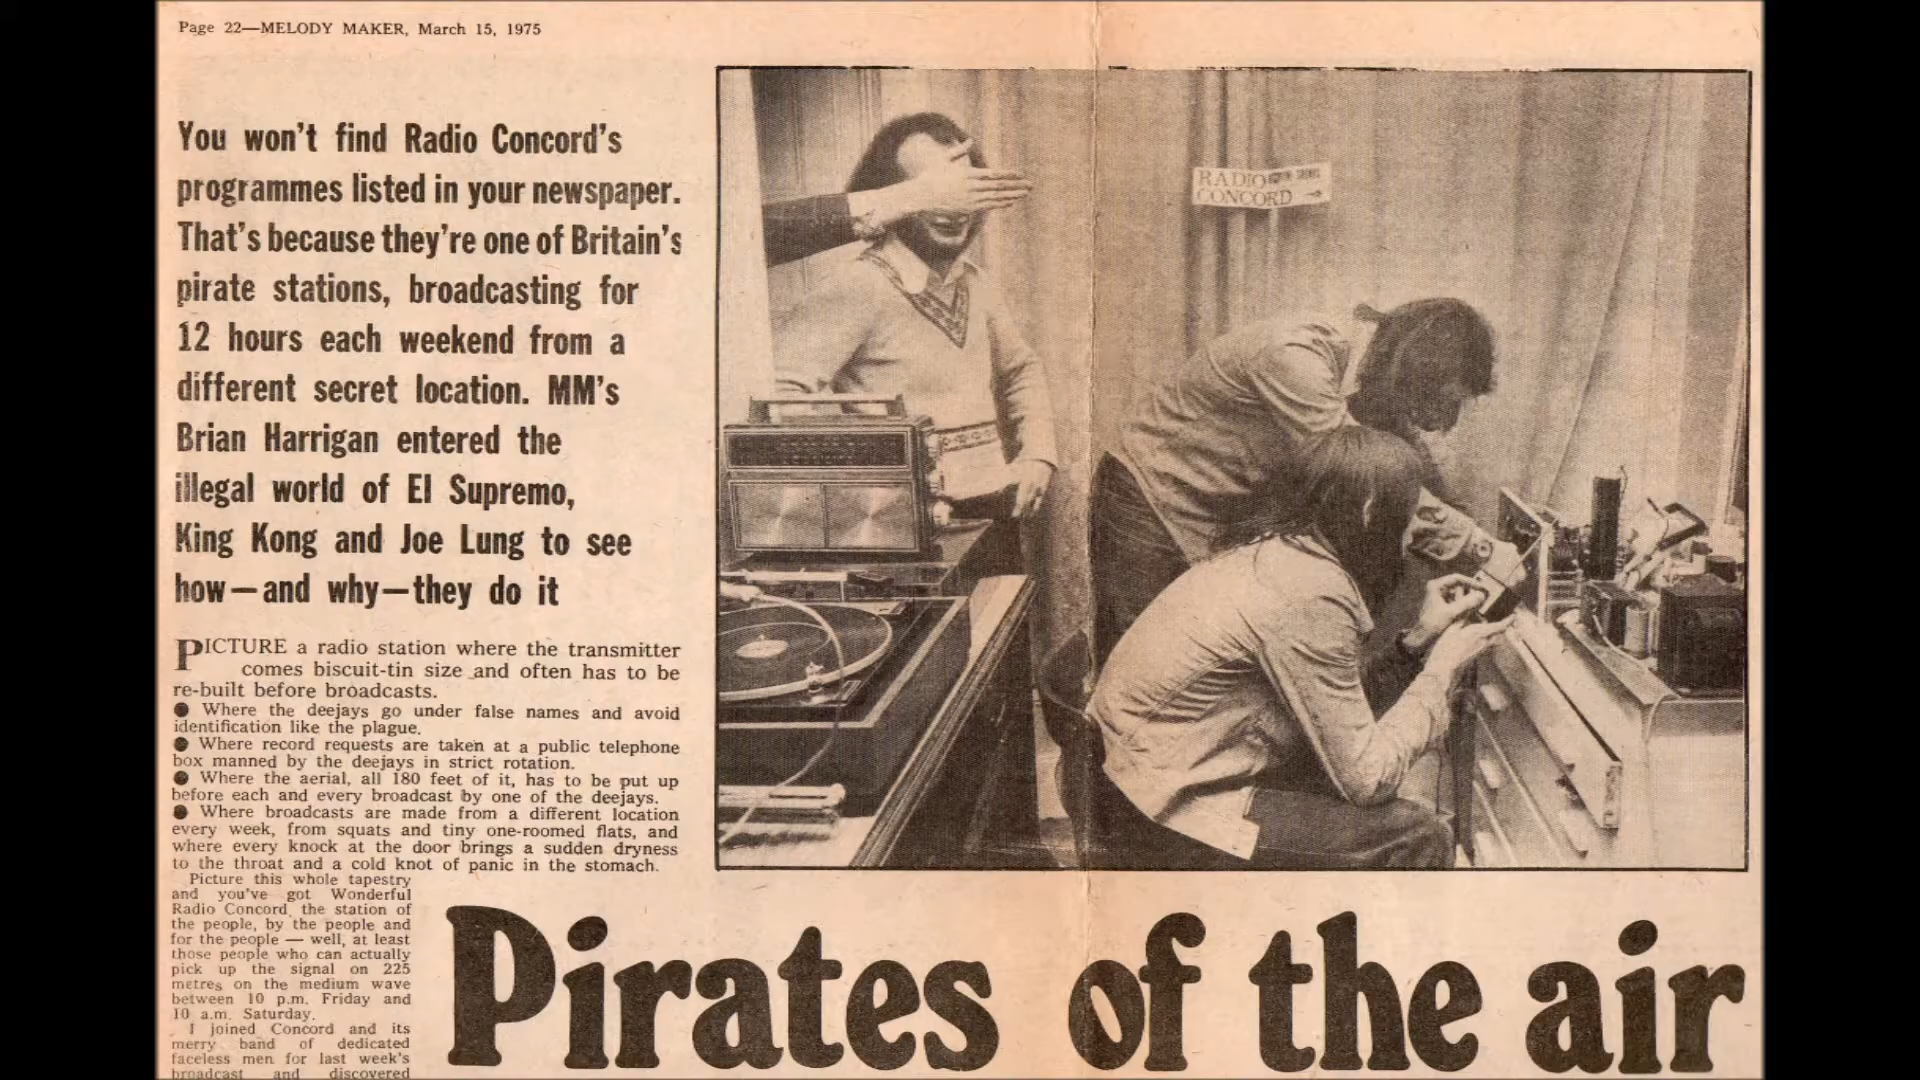 Page 22—MELODY MAKER, March 15, 1975
You won't find Radio Concord's
programmes listed in your newspaper.
That's because they're one of Britain's
pirate stations, broadcasting for
12 hours each weekend from a
different secret location. MM's
Brian Harrigan entered the
illegal world of El Supremo,
King Kong and Joe Lung to see
how—and why—they do it
PICTURE a radio station where the transmitter
comes biscuit-tin size and often has to be
re-built before broadcasts.
● Where the deejays go under false names and avoid
identification like the plague.
● Where record requests are taken at a public telephone
box manned by the deejays in strict rotation.
● Where the aerial, all 180 feet of it, has to be put up
before each and every broadcast by one of the deejays.
● Where broadcasts are made from a different location
every week, from squats and tiny one-roomed flats, and
where every knock at the door brings a sudden dryness
to the throat and a cold knot of panic in the stomach.
Picture this whole tapestry
and you've got Wonderful
Radio Concord, the station of
the people, by the people and
for the people — well, at least
those people who can actually
pick up the signal on 225
metres on the medium wave
between 10 p.m. Friday and
10 a.m. Saturday.
I joined Concord and its
merry band of dedicated
faceless men for last week's
broadcast and discovered
RADIO
CONCORD
Pirates of the air